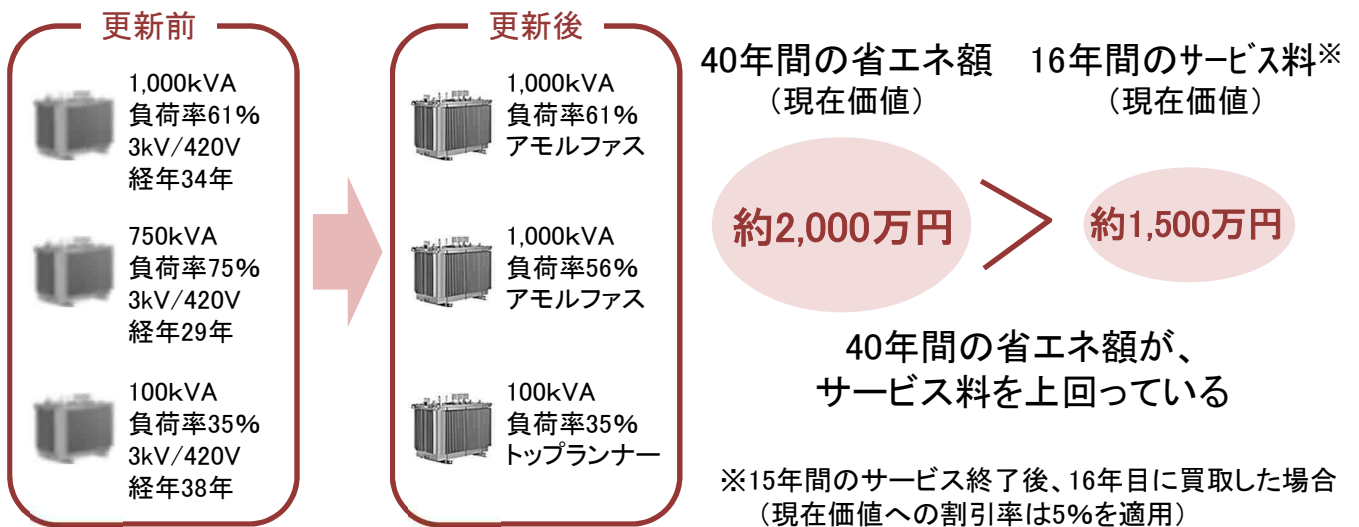 更新前
1,000kVA
負荷率61%
3kV/420V
経年34年
750kVA
負荷率75%
3kV/420V
経年29年
100kVA
負荷率35%
3kV/420V
経年38年
更新後
1,000kVA
負荷率61%
アモルファス
1,000kVA
負荷率56%
アモルファス
100kVA
負荷率35%
トップランナー
40年間の省エネ額
（現在価値）
約2,000万円
＞
16年間のサービス料※
（現在価値）
約1,500万円
40年間の省エネ額が、
サービス料を上回っている
※15年間のサービス終了後、16年目に買取した場合
（現在価値への割引率は5%を適用）